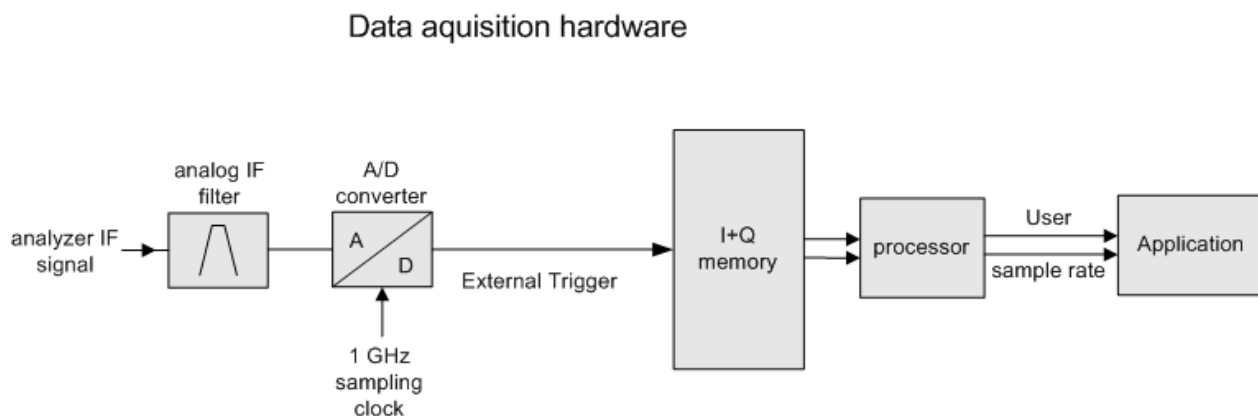 Data aquisition hardware
analog IF
filter
A/D
converter
analyzer IF
signal
A
D
External Trigger
1 GHz
sampling
clock
I+Q
memory
processor
User
sample rate
Application